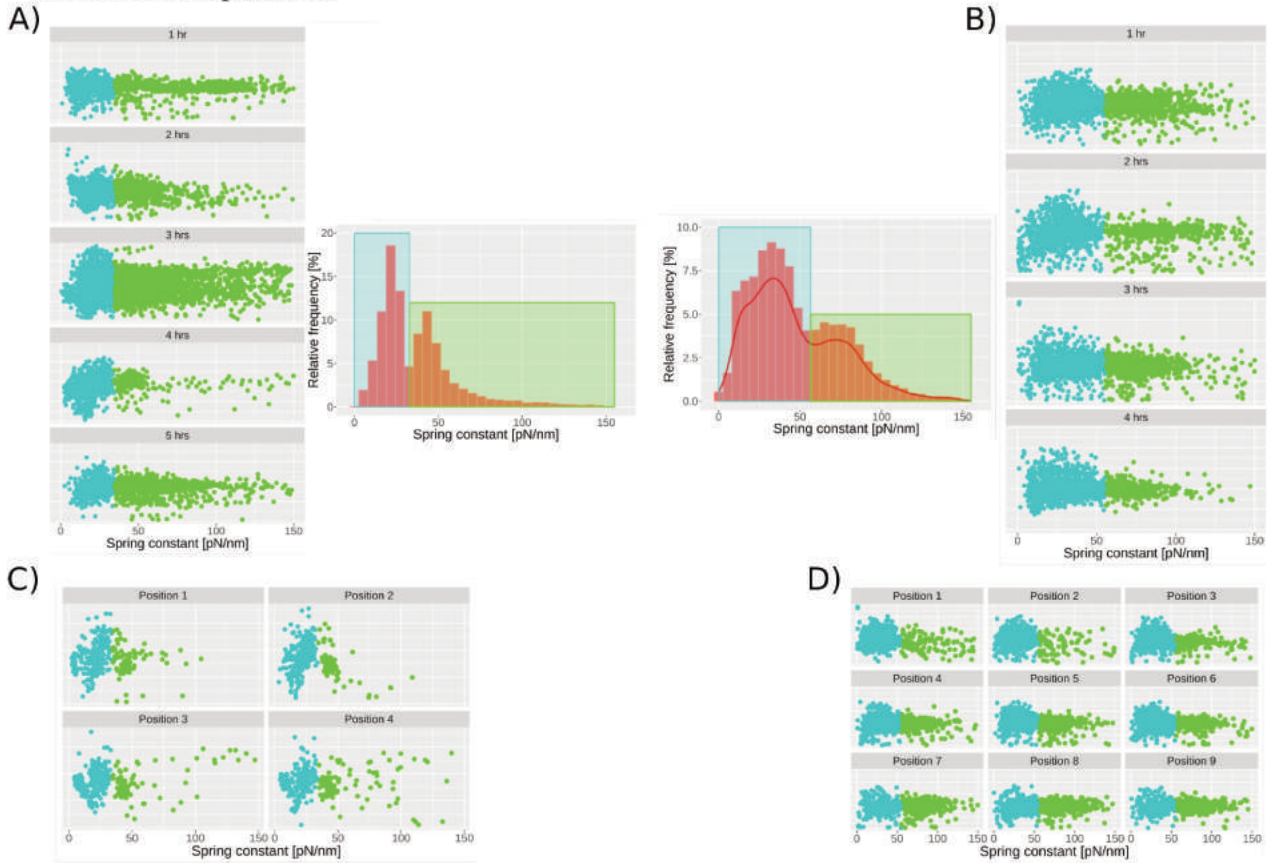 A)
1 hr
2 hrs
3 hrs
4 hrs
5 hrs
0 50 100 150
Spring constant [pN/nm]
Relative frequency [%]
20
15
10
5
0
0 50 100 150
Spring constant [pN/nm]
Relative frequency [%]
10.0
7.5
5.0
2.5
0.0
0 50 100 150
Spring constant [pN/nm]
B)
1 hr
2 hrs
3 hrs
4 hrs
0 50 100 150
Spring constant [pN/nm]
C)
Position 1 Position 2
Position 3 Position 4
0 50 100 150 0 50 100 150
Spring constant [pN/nm]
D)
Position 1 Position 2 Position 3
Position 4 Position 5 Position 6
Position 7 Position 8 Position 9
0 50 100 150 0 50 100 150 0 50 100 150
Spring constant [pN/nm]